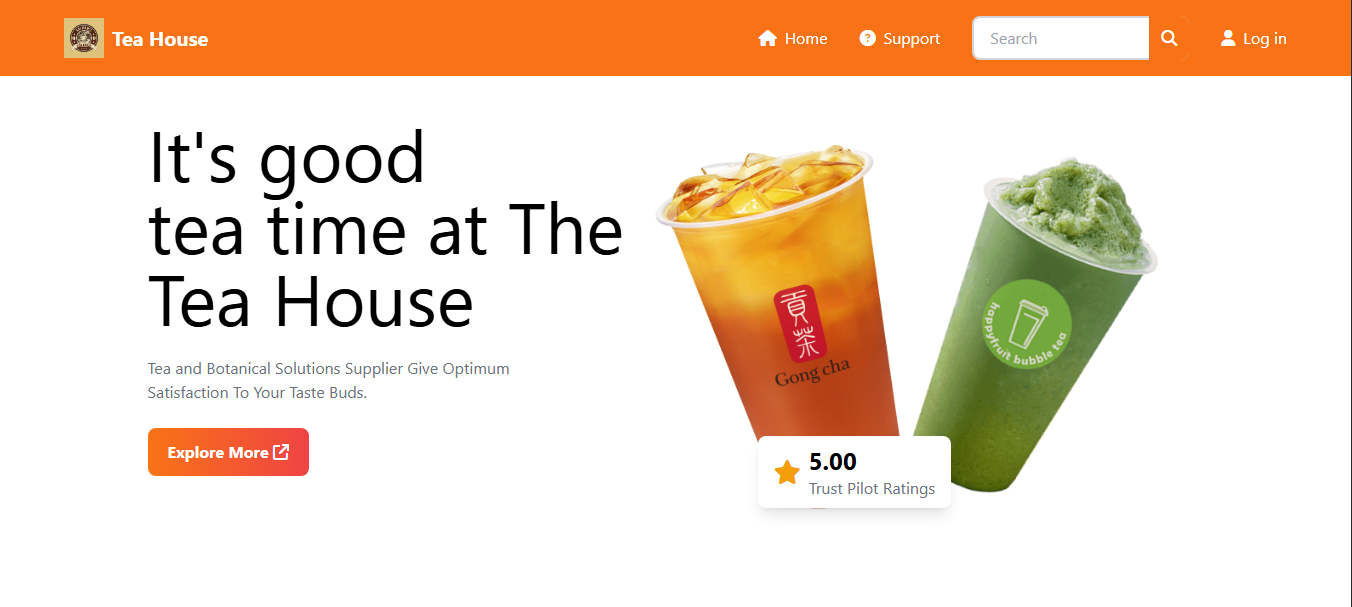 Tea House
Home
Support
Search
Log in
It's good
tea time at The
Tea House
Tea and Botanical Solutions Supplier Give Optimum
Satisfaction To Your Taste Buds.
Explore More
貢茶
Gong cha
happyfruit bubble tea
5.00
Trust Pilot Ratings